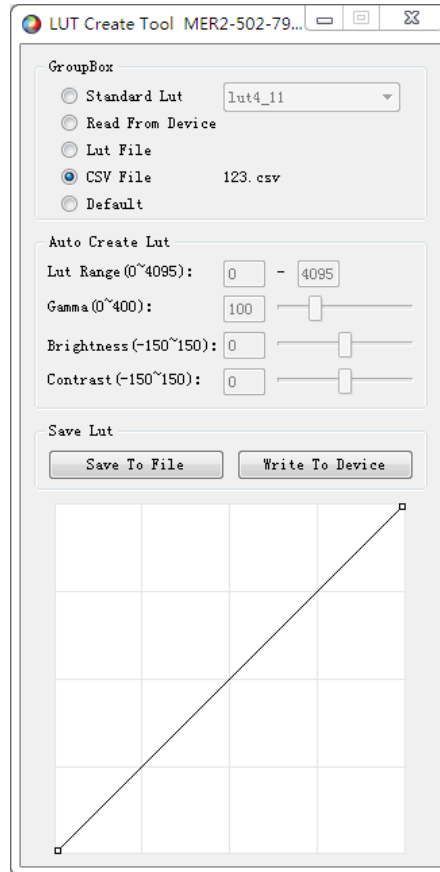 LUT Create Tool MER2-502-79...
GroupBox
Standard Lut lut4_11
Read From Device
Lut File
CSV File 123.csv
Default
Auto Create Lut
Lut Range(0~4095): 0 - 4095
Gamma(0~400): 100
Brightness(-150~150): 0
Contrast(-150~150): 0
Save Lut
Save To File Write To Device